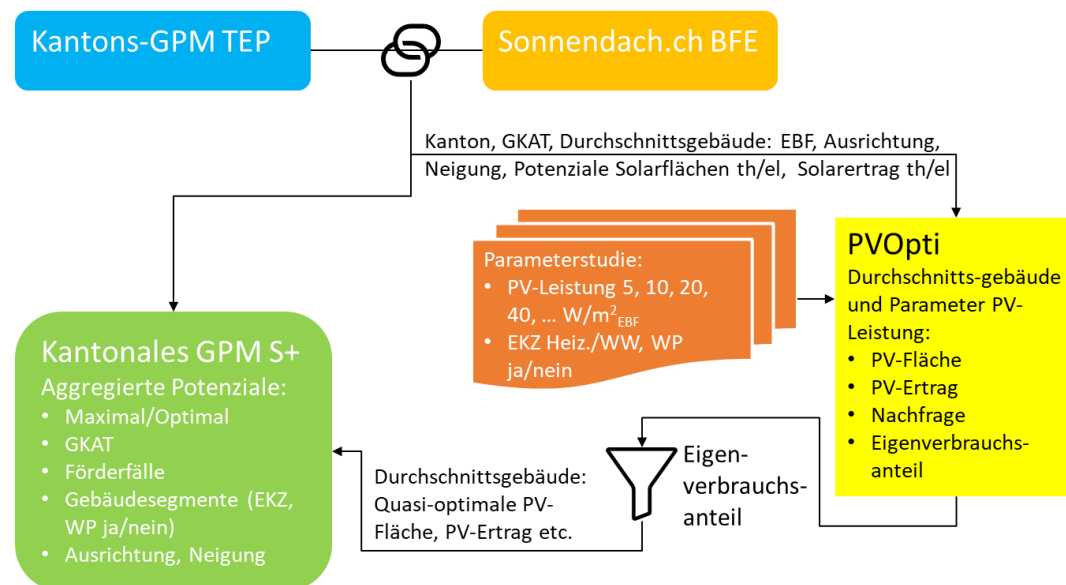 Kantons-GPM TEP
Sonnendach.ch BFE
Kanton, GKAT, Durchschnittsgebäude: EBF, Ausrichtung,
Neigung, Potenziale Solarflächen th/el, Solarertrag th/el
Parameterstudie:
• PV-Leistung 5, 10, 20,
40, ... W/m²EBF
• EKZ Heiz./WW, WP
ja/nein
PVOpti
Durchschnitts-gebäude
und Parameter PV-
Leistung:
• PV-Fläche
• PV-Ertrag
• Nachfrage
• Eigenverbrauchs-
anteil
Kantonales GPM S+
Aggregierte Potenziale:
• Maximal/Optimal
• GKAT
• Förderfälle
• Gebäudesegmente (EKZ,
WP ja/nein)
• Ausrichtung, Neigung
Durchschnittsgebäude:
Quasi-optimale PV-
Fläche, PV-Ertrag etc.
Eigen-
verbrauchs-
anteil